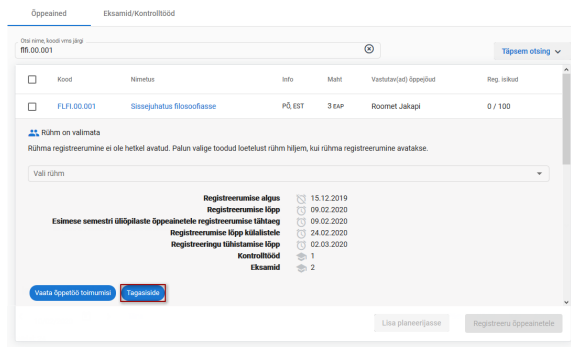 Õppeained Eksamid/Kontrolltööd
Otsi nime, koodi vms järgi
flfi.00.001
Täpsem otsing
Kood Nimetus Info Maht Vastutav(ad) õppejõud Reg. isikud
FLFI.00.001 Sissejuhatus filosoofiasse PÕ, EST 3 EAP Roomet Jakapi 0 / 100
Rühm on valimata
Rühma registreerumine ei ole hetkel avatud. Palun valige toodud loetelust rühm hiljem, kui rühma registreerumine avatakse.
Vali rühm
Registreerumise algus 15.12.2019
Registreerumise lõpp 09.02.2020
Esimese semestri üliõpilaste õppeainetele registreerumise tähtaeg 09.02.2020
Registreerumise lõpp külalistele 24.02.2020
Registreeringu tühistamise lõpp 02.03.2020
Kontrolltööd 1
Eksamid 2
Vaata õppetöö toimumisi Tagasiside
Lisa planeerijasse Registreeru õppeainetele